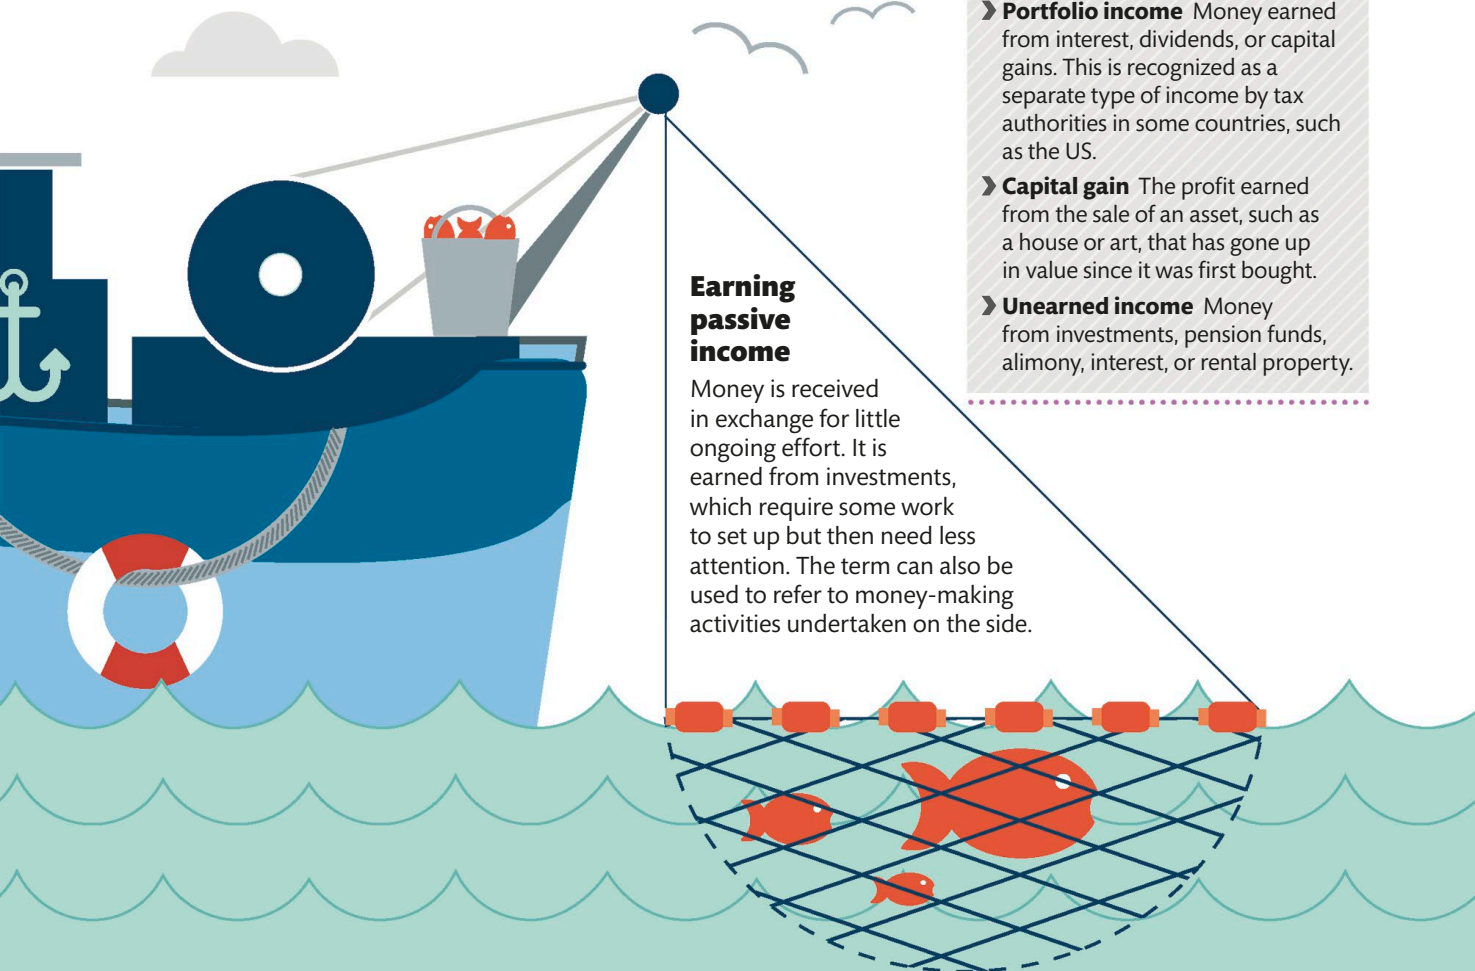 ❯ Portfolio income Money earned
from interest, dividends, or capital
gains. This is recognized as a
separate type of income by tax
authorities in some countries, such
as the US.
❯ Capital gain The profit earned
from the sale of an asset, such as
a house or art, that has gone up
in value since it was first bought.
❯ Unearned income Money
from investments, pension funds,
alimony, interest, or rental property.
Earning
passive
income
Money is received
in exchange for little
ongoing effort. It is
earned from investments,
which require some work
to set up but then need less
attention. The term can also be
used to refer to money-making
activities undertaken on the side.